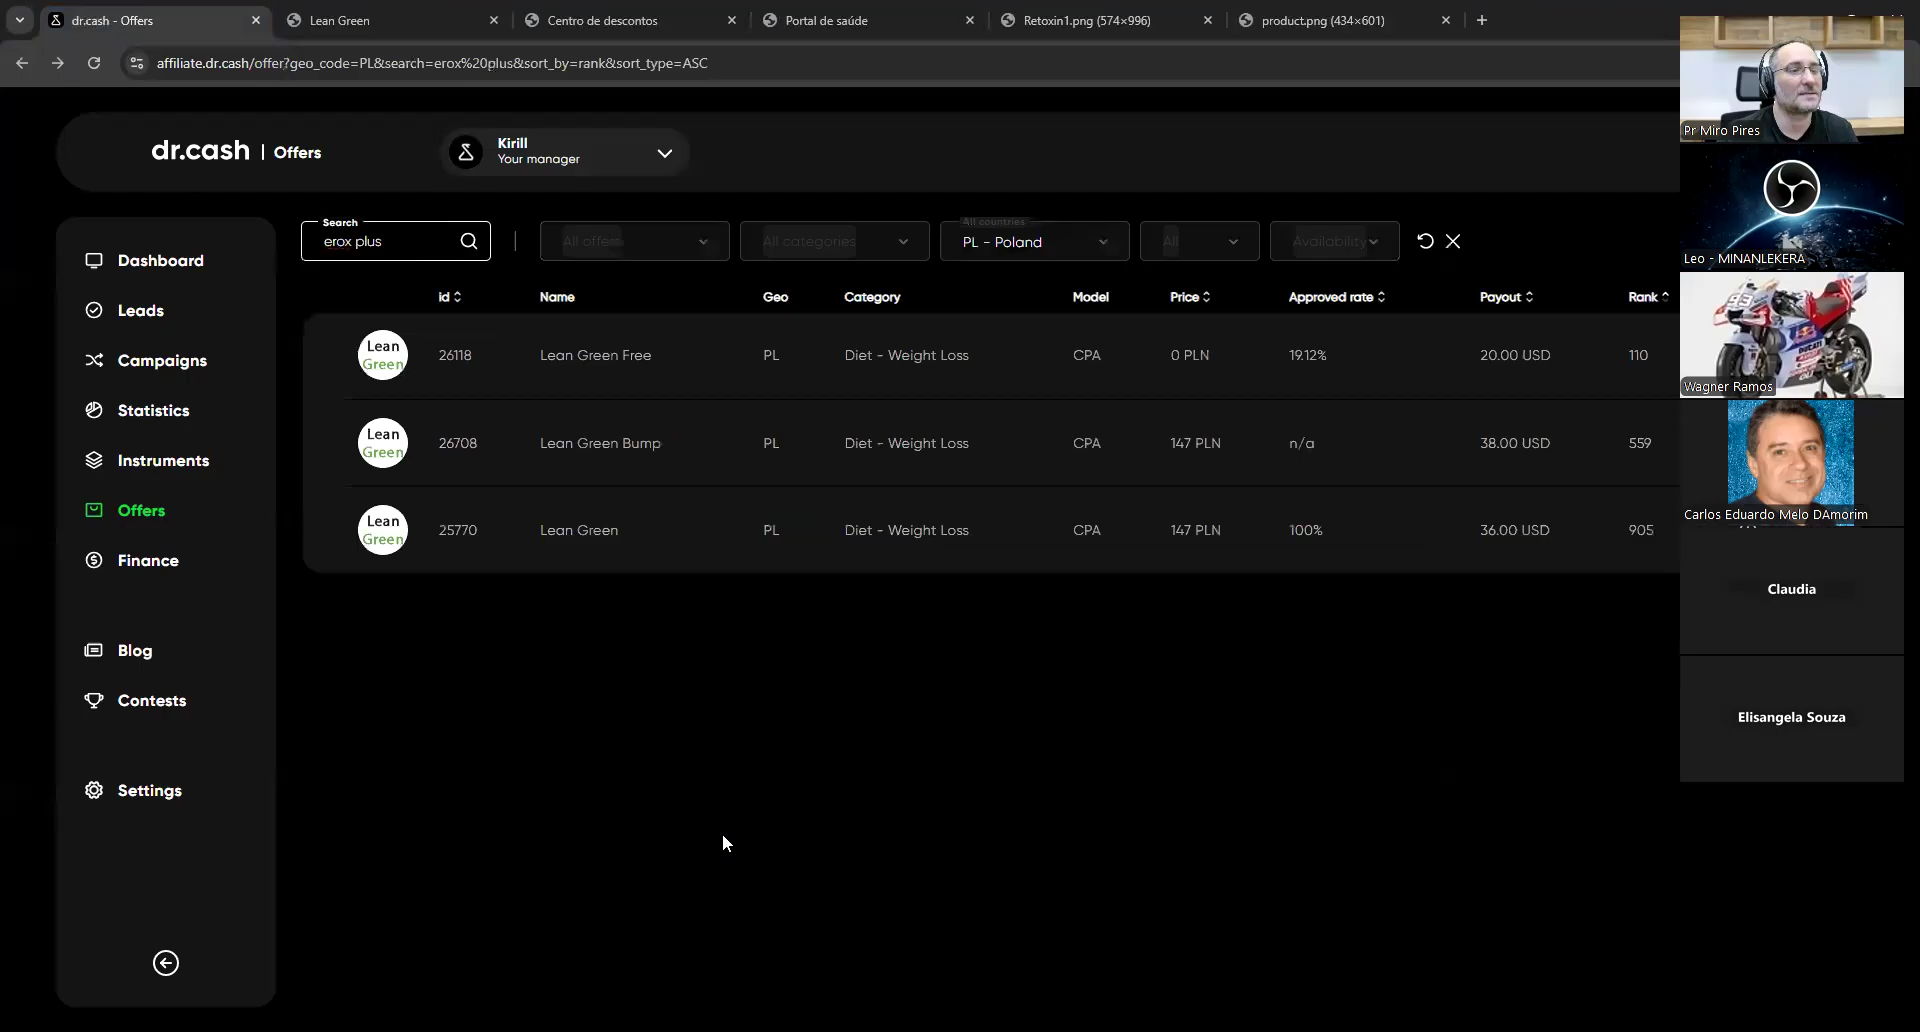 dr.cash - Offers
Lean Green
Centro de descontos
Portal de saúde
Retoxin1.png (574×996)
product.png (434×601)
affiliate.dr.cash/offer?geo_code=PL&search=erox%20plus&sort_by=rank&sort_type=ASC
dr.cash | Offers
Kirill
Your manager
Dashboard
Leads
Campaigns
Statistics
Instruments
Offers
Finance
Blog
Contests
Settings
Search
erox plus
All offers
All categories
All countries
PL - Poland
All
Availability
id Name Geo Category Model Price Approved rate Payout Rank
Lean Green 26118 Lean Green Free PL Diet - Weight Loss CPA 0 PLN 19.12% 20.00 USD 110
Lean Green 26708 Lean Green Bump PL Diet - Weight Loss CPA 147 PLN n/a 38.00 USD 559
Lean Green 25770 Lean Green PL Diet - Weight Loss CPA 147 PLN 100% 36.00 USD 905
Pr Miro Pires
Leo - MINANLEKERA
93
Wagner Ramos
Carlos Eduardo Melo DAmorim
Claudia
Elisangela Souza